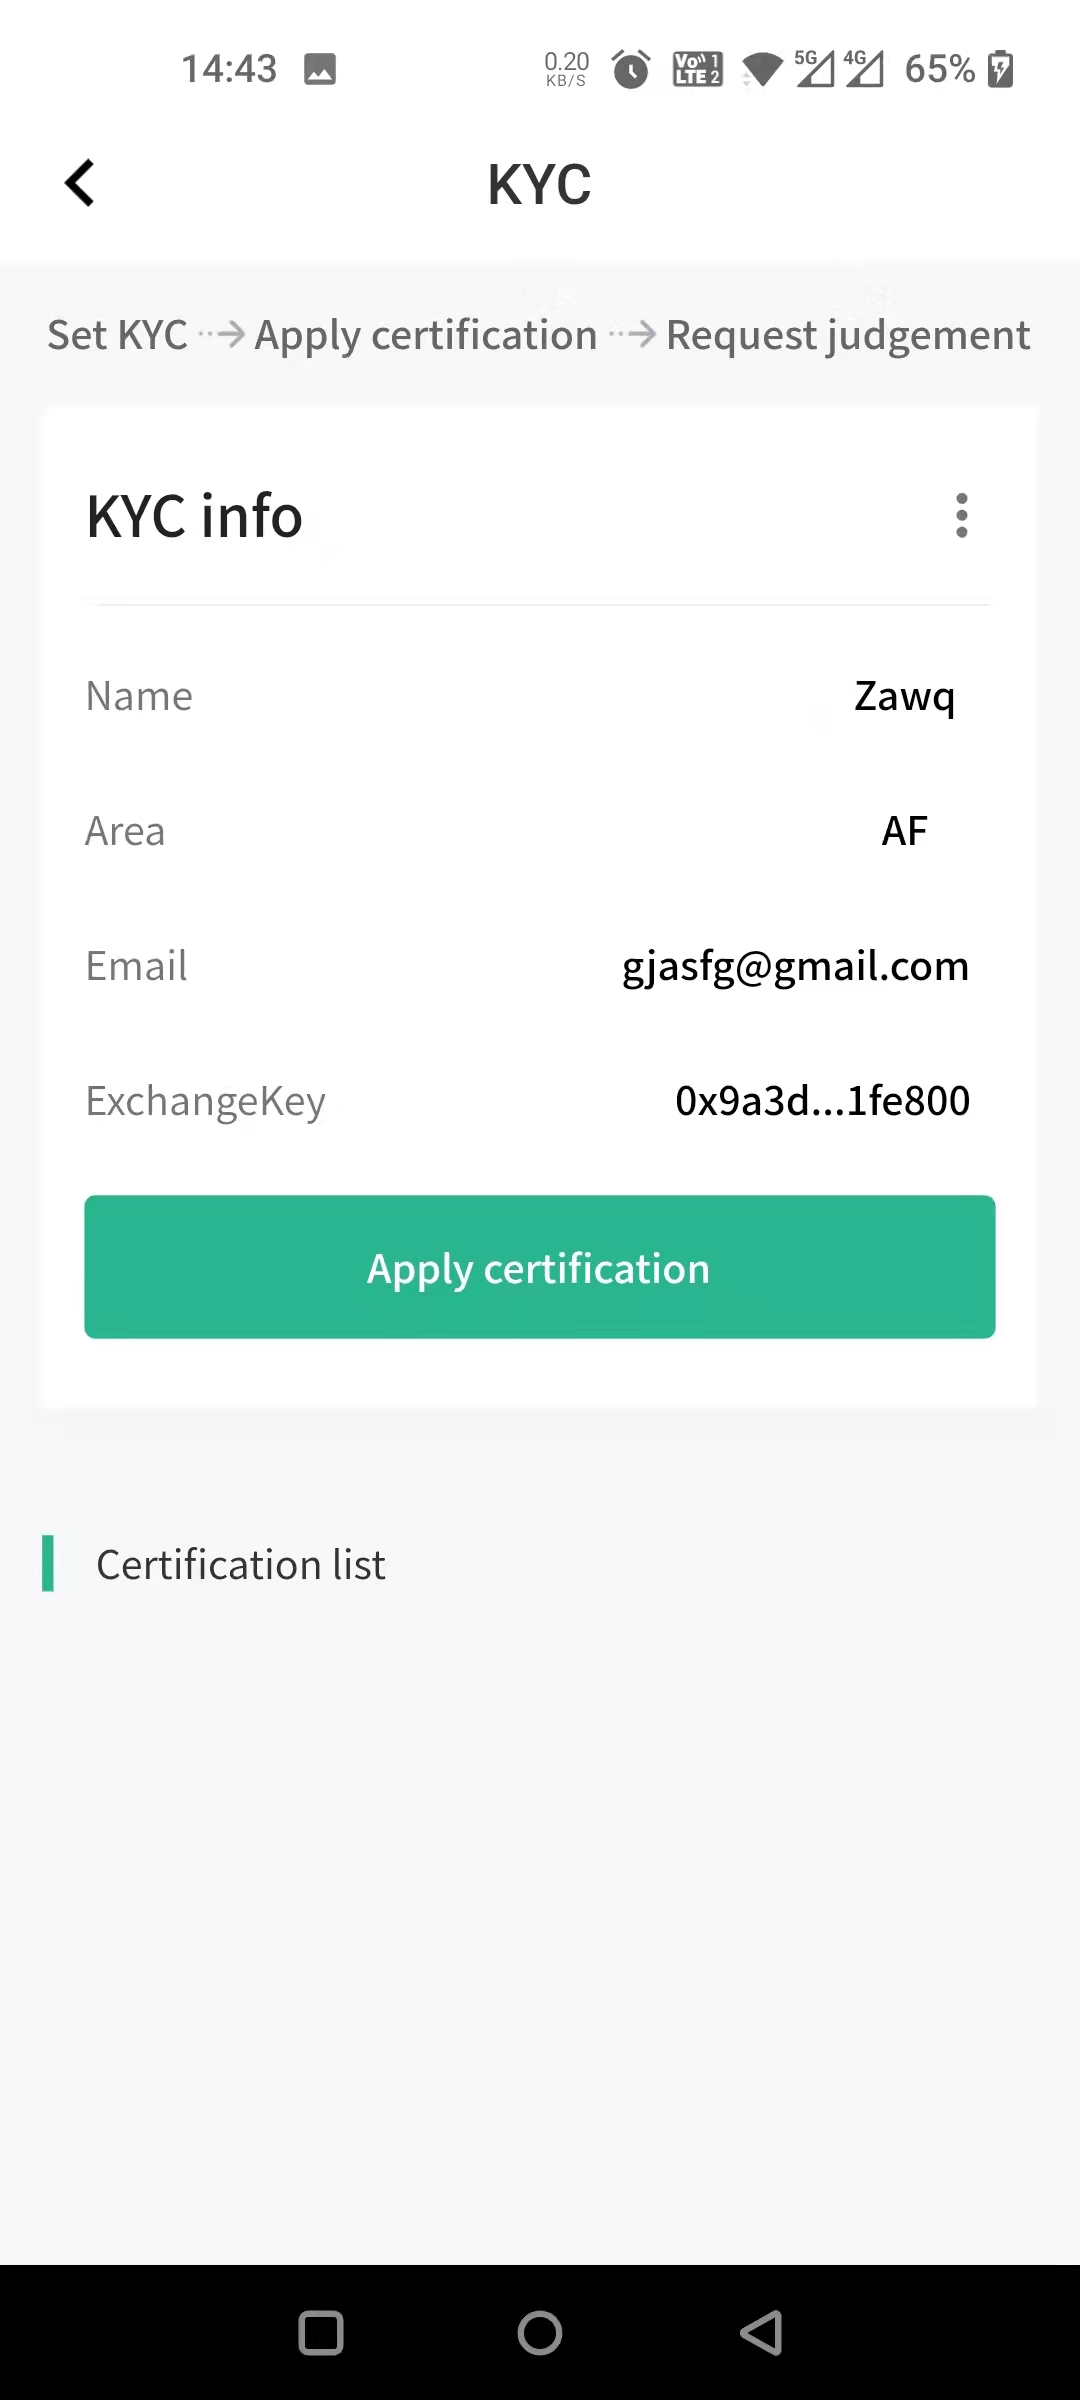 14:43 0.20 KB/S Vo)) 1 LTE 2 5G 4G 65%
KYC
Set KYC Apply certification Request judgement
KYC info
Name Zawq
Area AF
Email gjasfg@gmail.com
ExchangeKey 0x9a3d...1fe800
Apply certification
Certification list